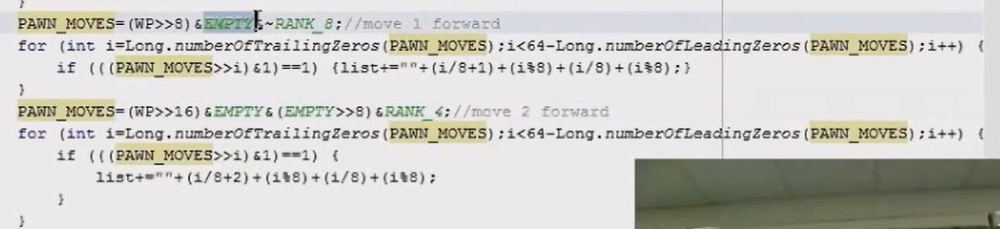 }
PAWN_MOVES=(WP>>8)&EMPTY&~RANK_8;//move 1 forward
for (int i=Long.numberOfTrailingZeros(PAWN_MOVES);i<64-Long.numberOfLeadingZeros(PAWN_MOVES);i++) {
if (((PAWN_MOVES>>i)&1)==1) {list+=""+(i/8+1)+(i%8)+(i/8)+(i%8);}
}
PAWN_MOVES=(WP>>16)&EMPTY&(EMPTY>>8)&RANK_4;//move 2 forward
for (int i=Long.numberOfTrailingZeros(PAWN_MOVES);i<64-Long.numberOfLeadingZeros(PAWN_MOVES);i++) {
if (((PAWN_MOVES>>i)&1)==1) {
list+=""+(i/8+2)+(i%8)+(i/8)+(i%8);
}
}